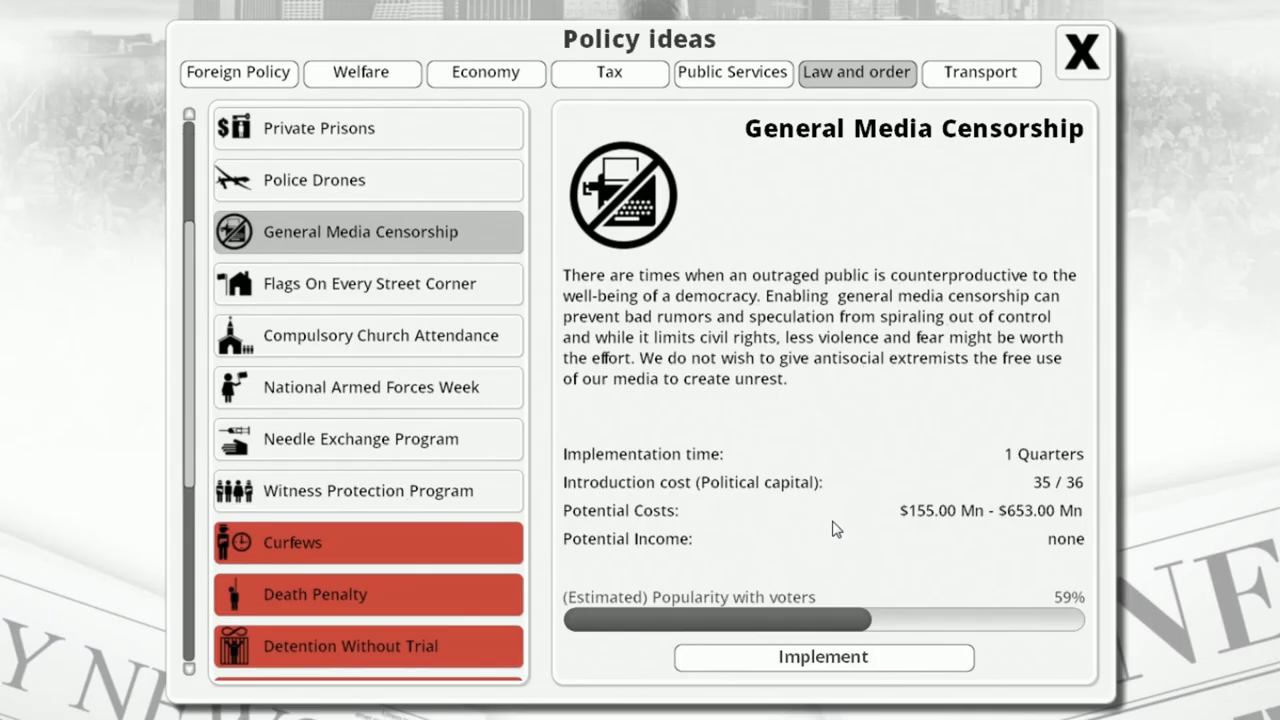 Policy ideas
X
Foreign Policy
Welfare
Economy
Tax
Public Services
Law and order
Transport
Private Prisons
Police Drones
General Media Censorship
Flags On Every Street Corner
Compulsory Church Attendance
National Armed Forces Week
Needle Exchange Program
Witness Protection Program
Curfews
Death Penalty
Detention Without Trial
General Media Censorship
There are times when an outraged public is counterproductive to the
well-being of a democracy. Enabling  general media censorship can
prevent bad rumors and speculation from spiraling out of control
and while it limits civil rights, less violence and fear might be worth
the effort. We do not wish to give antisocial extremists the free use
of our media to create unrest.
Implementation time: 1 Quarters
Introduction cost (Political capital): 35 / 36
Potential Costs: $155.00 Mn - $653.00 Mn
Potential Income: none
(Estimated) Popularity with voters 59%
Implement